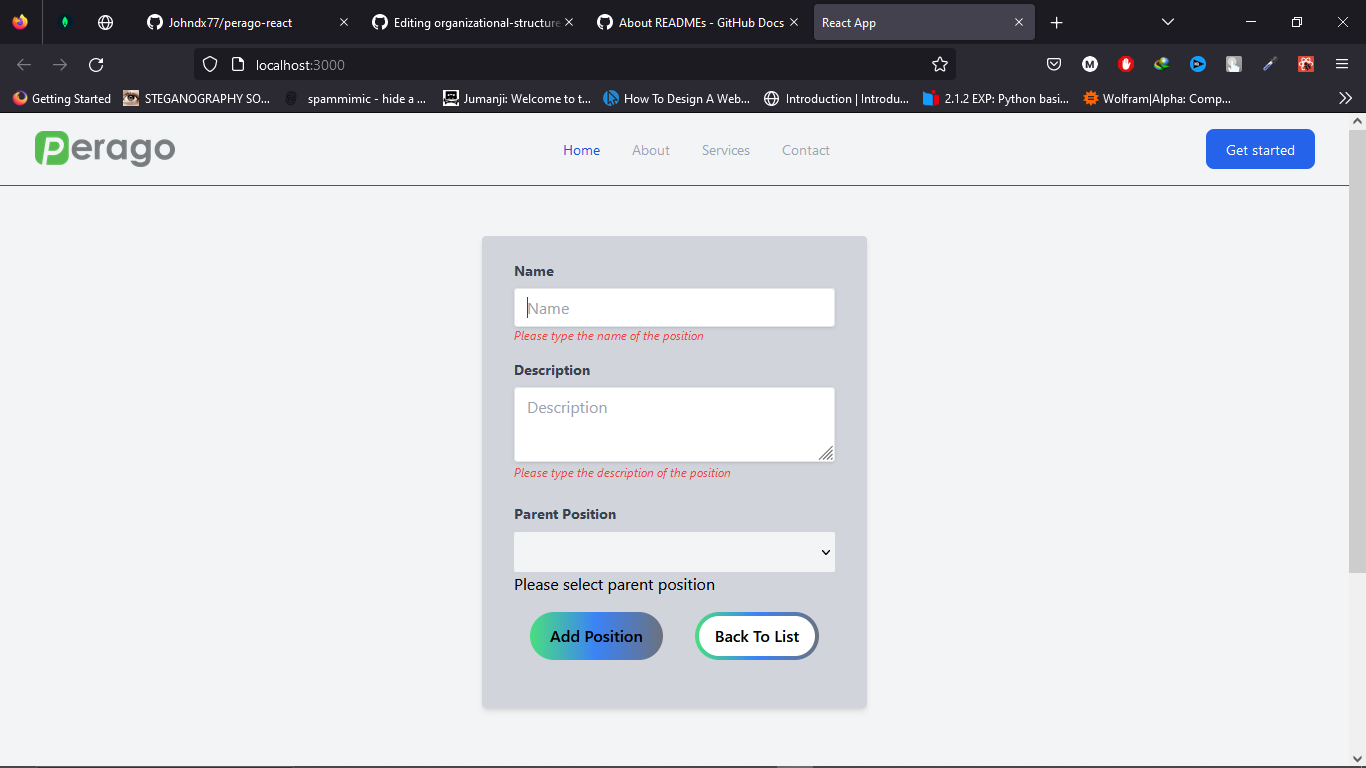 Johndx77/perago-react
Editing organizational-structure
About READMEs - GitHub Docs
React App
localhost:3000
M
Getting Started
STEGANOGRAPHY SO...
spammimic - hide a ...
Jumanji: Welcome to t...
How To Design A Web...
Introduction | Introdu...
2.1.2 EXP: Python basi...
Wolfram|Alpha: Comp...
Perago
Home
About
Services
Contact
Get started
Name
Name
Please type the name of the position
Description
Description
Please type the description of the position
Parent Position
Please select parent position
Add Position
Back To List